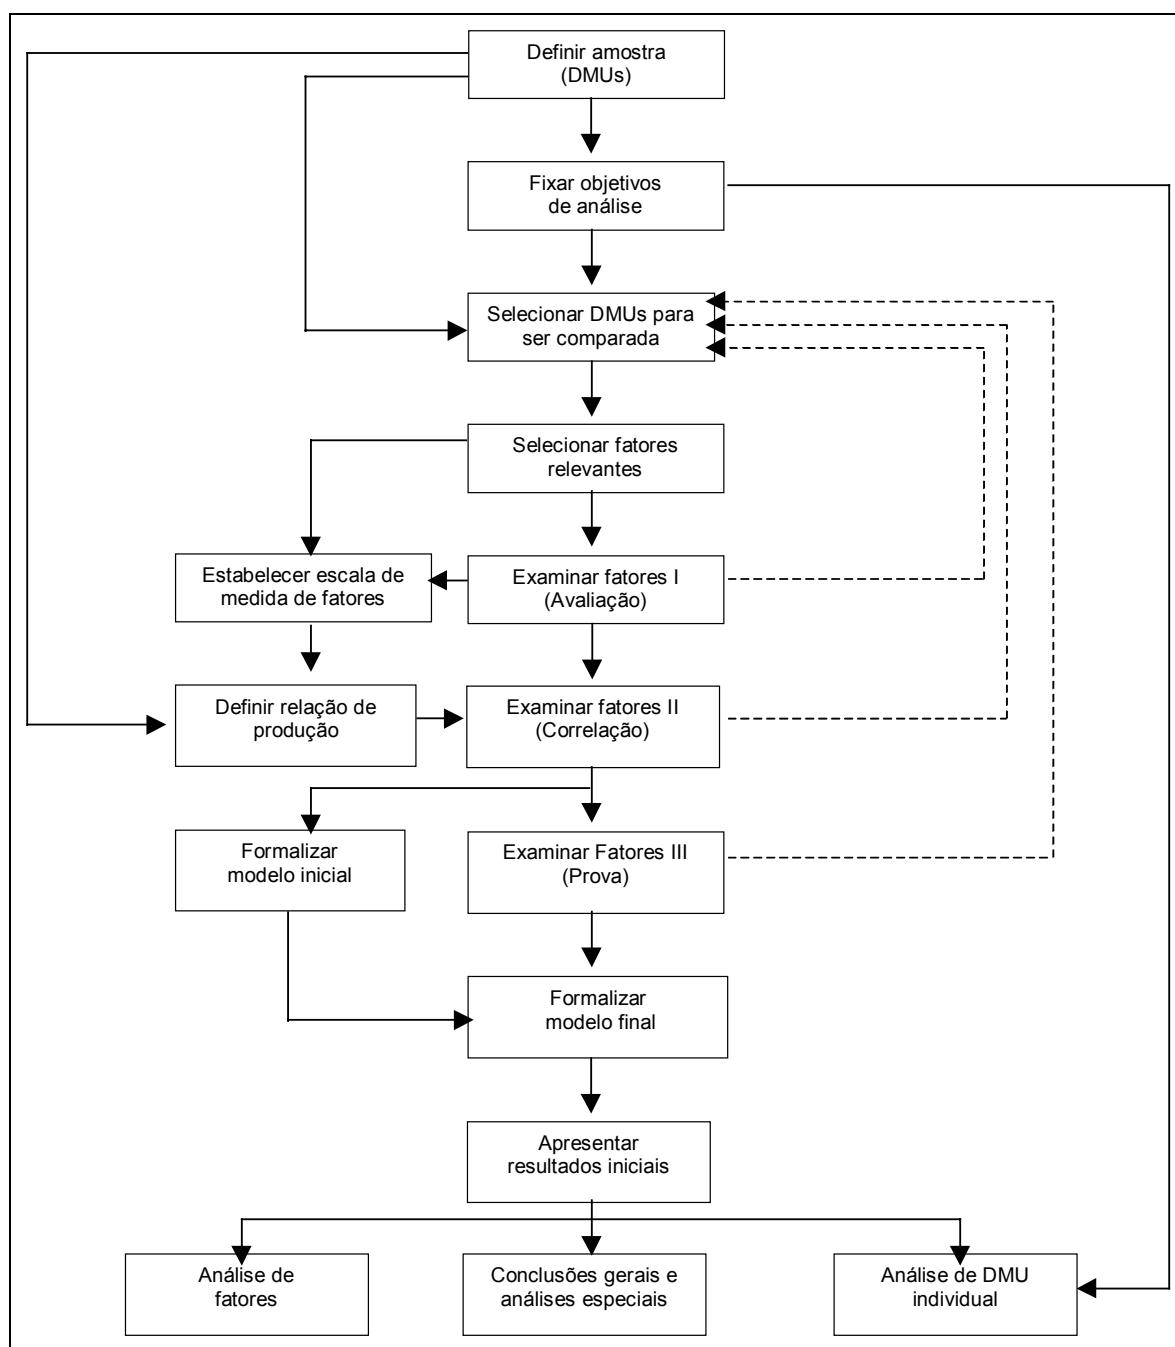 Definir amostra
(DMUs)
Fixar objetivos
de análise
Selecionar DMUs para
ser comparada
Selecionar fatores
relevantes
Estabelecer escala de
medida de fatores
Examinar fatores I
(Avaliação)
Definir relação de
produção
Examinar fatores II
(Correlação)
Formalizar
modelo inicial
Examinar Fatores III
(Prova)
Formalizar
modelo final
Apresentar
resultados iniciais
Análise de
fatores
Conclusões gerais e
análises especiais
Análise de DMU
individual